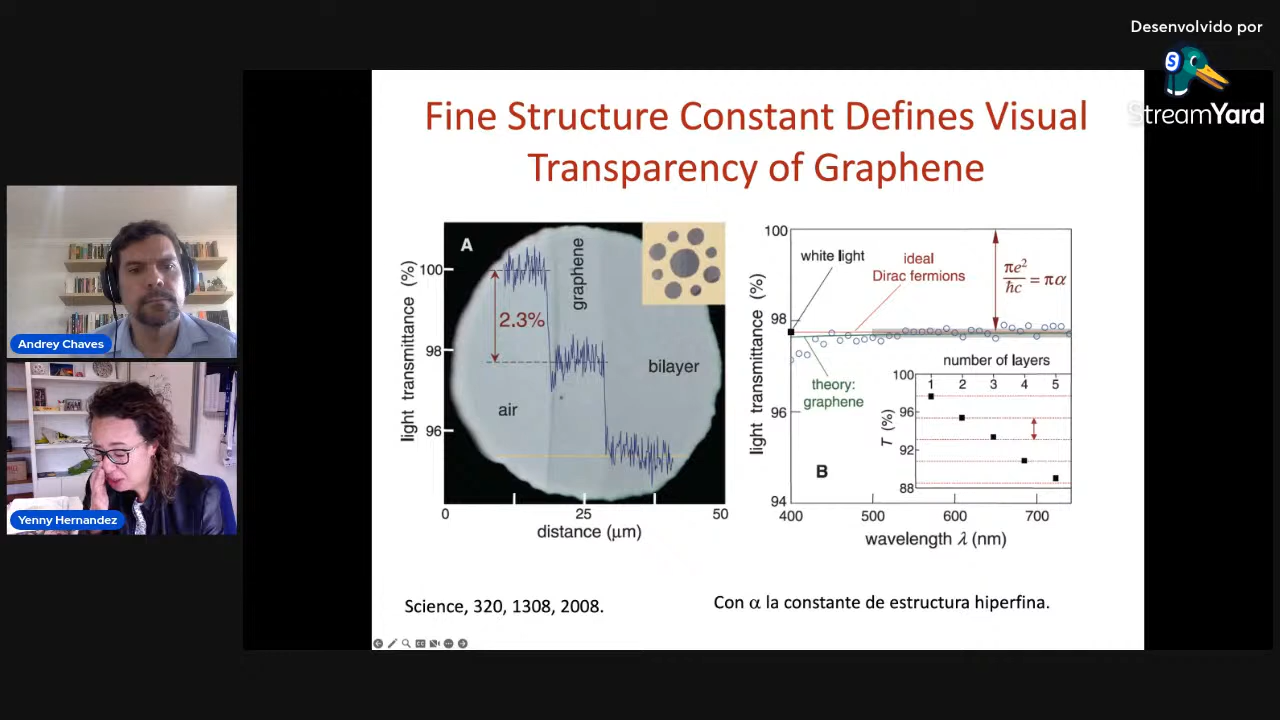 Desenvolvido por
StreamYard
Fine Structure Constant Defines Visual
Transparency of Graphene
A
graphene
2.3%
air
bilayer
light transmittance (%)
100
98
96
0
25
50
distance (μm)
100
98
96
94
light transmittance (%)
white light
ideal
Dirac fermions
πe²/ħc = πα
theory:
graphene
number of layers
1 2 3 4 5
100
96
92
88
T (%)
B
400 500 600 700
wavelength λ (nm)
Science, 320, 1308, 2008.
Con α la constante de estructura hiperfina.
Andrey Chaves
Yenny Hernandez